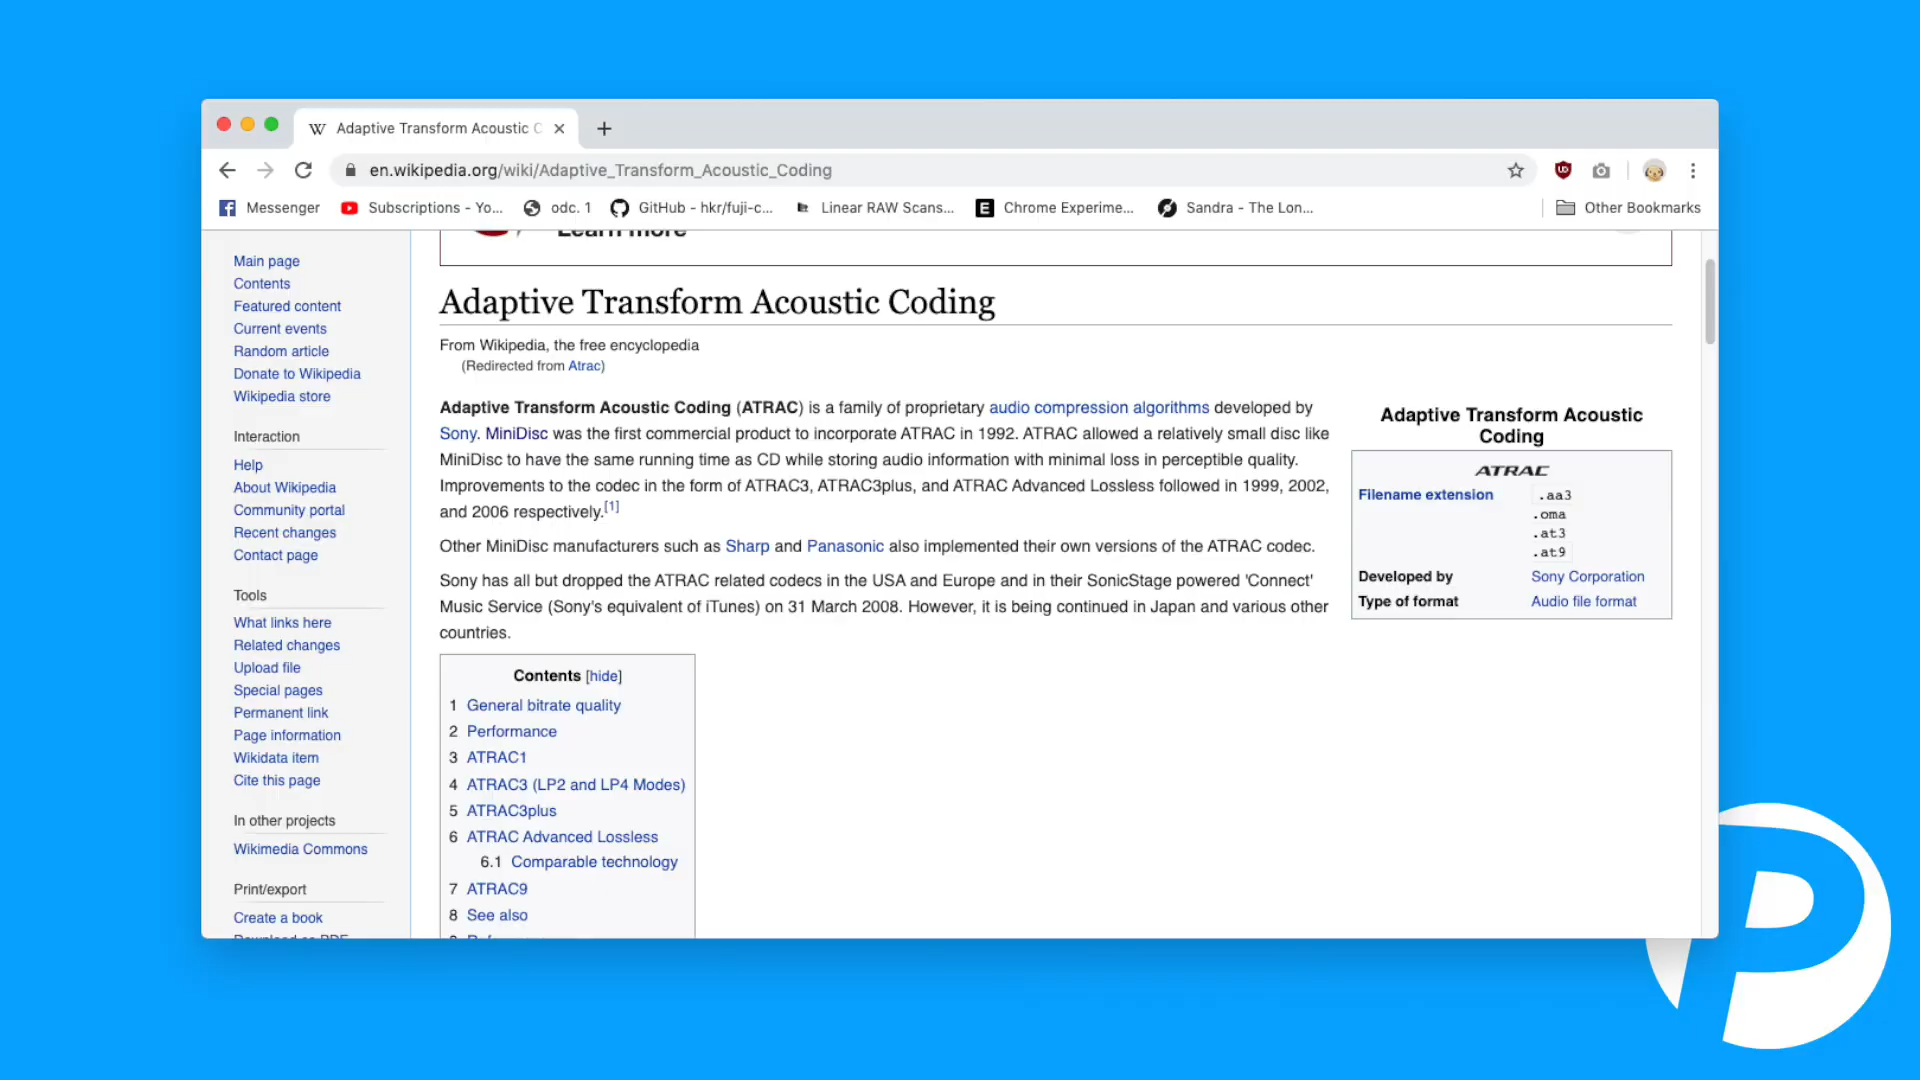 Adaptive Transform Acoustic C
en.wikipedia.org/wiki/Adaptive_Transform_Acoustic_Coding
Messenger Subscriptions - Yo... odc. 1 GitHub - hkr/fuji-c... Linear RAW Scans... Chrome Experime... Sandra - The Lon... Other Bookmarks
Learn more
Main page
Contents
Featured content
Current events
Random article
Donate to Wikipedia
Wikipedia store
Interaction
Help
About Wikipedia
Community portal
Recent changes
Contact page
Tools
What links here
Related changes
Upload file
Special pages
Permanent link
Page information
Wikidata item
Cite this page
In other projects
Wikimedia Commons
Print/export
Create a book
Download as PDF
Adaptive Transform Acoustic Coding
From Wikipedia, the free encyclopedia
(Redirected from Atrac)
Adaptive Transform Acoustic Coding (ATRAC) is a family of proprietary audio compression algorithms developed by
Sony. MiniDisc was the first commercial product to incorporate ATRAC in 1992. ATRAC allowed a relatively small disc like
MiniDisc to have the same running time as CD while storing audio information with minimal loss in perceptible quality.
Improvements to the codec in the form of ATRAC3, ATRAC3plus, and ATRAC Advanced Lossless followed in 1999, 2002,
and 2006 respectively.[1]
Other MiniDisc manufacturers such as Sharp and Panasonic also implemented their own versions of the ATRAC codec.
Sony has all but dropped the ATRAC related codecs in the USA and Europe and in their SonicStage powered 'Connect'
Music Service (Sony's equivalent of iTunes) on 31 March 2008. However, it is being continued in Japan and various other
countries.
Adaptive Transform Acoustic
Coding
ATRAC
Filename extension .aa3
.oma
.at3
.at9
Developed by Sony Corporation
Type of format Audio file format
Contents [hide]
1 General bitrate quality
2 Performance
3 ATRAC1
4 ATRAC3 (LP2 and LP4 Modes)
5 ATRAC3plus
6 ATRAC Advanced Lossless
6.1 Comparable technology
7 ATRAC9
8 See also